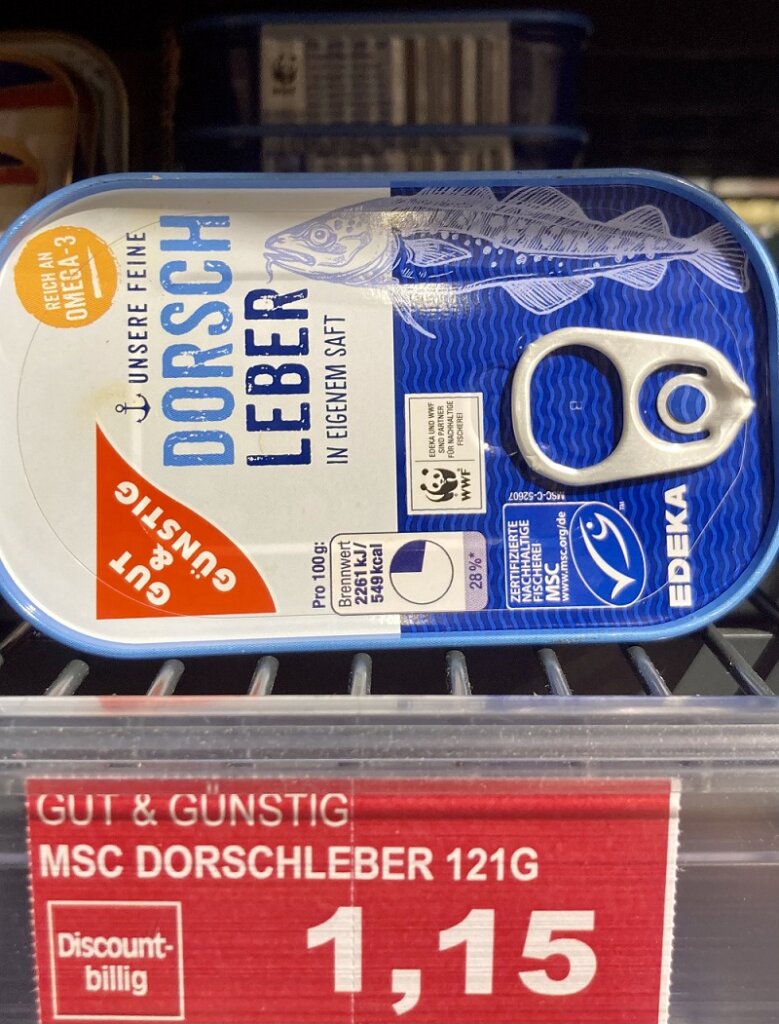 REICH AN
OMEGA-3
UNSERE FEINE
DORSCH
LEBER
IN EIGENEM SAFT
GUT
&
GÜNSTIG
Pro 100g:
Brennwert
2261 kJ/
549 kcal
28%*
EDEKA UND WWF
SIND PARTNER
FÜR NACHHALTIGE
FISCHEREI
WWF
MSC-C-52607
ZERTIFIZIERTE
NACHHALTIGE
FISCHEREI
MSC
www.msc.org/de
TM
EDEKA
GUT & GÜNSTIG
MSC DORSCHLEBER 121G
Discount-
billig
1,15